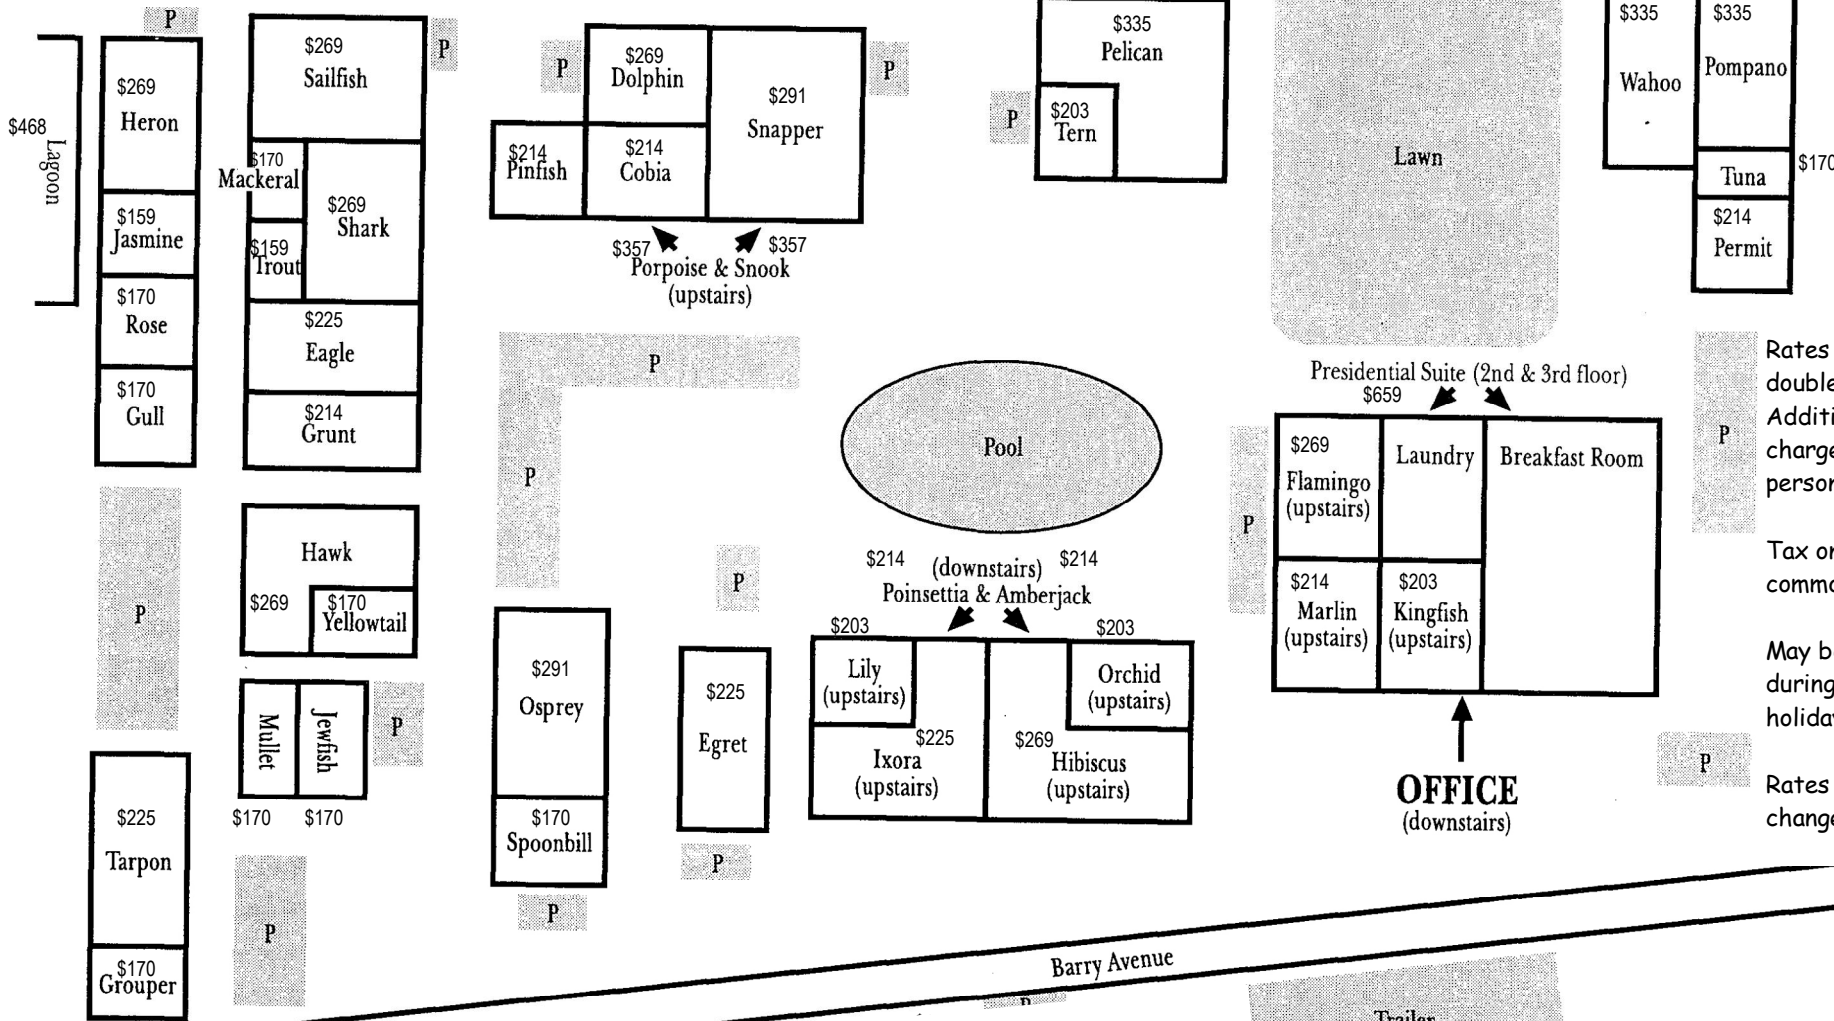 P
$269
Sailfish
P
$269
Heron
$468
Lagoon
$170
Mackeral
$269
Shark
$159
Jasmine
$159
Trout
$170
Rose
$225
Eagle
$170
Gull
$214
Grunt
P
$269
Dolphin
P
$291
Snapper
$214
Pinfish
$214
Cobia
$357
$357
Porpoise & Snook
(upstairs)
$335
Pelican
P
$203
Tern
Lawn
$335
Wahoo
$335
Pompano
Tuna
$170
$214
Permit
P
P
Pool
Presidential Suite (2nd & 3rd floor)
$659
P
$269
Flamingo
(upstairs)
Laundry
Breakfast Room
$214
Marlin
(upstairs)
$203
Kingfish
(upstairs)
OFFICE
(downstairs)
P
Rates
double
Additi
charge
person
Tax or
commo
May b
during
holiday
P
Rates
change
P
Hawk
$269
$170
Yellowtail
Mullet
Jewfish
P
$170
$170
$225
Tarpon
$170
Grouper
P
$291
Osprey
$170
Spoonbill
P
P
$225
Egret
P
$214
(downstairs)
$214
Poinsettia & Amberjack
$203
$203
Lily
(upstairs)
Orchid
(upstairs)
$225
Ixora
(upstairs)
$269
Hibiscus
(upstairs)
Barry Avenue
Trailer